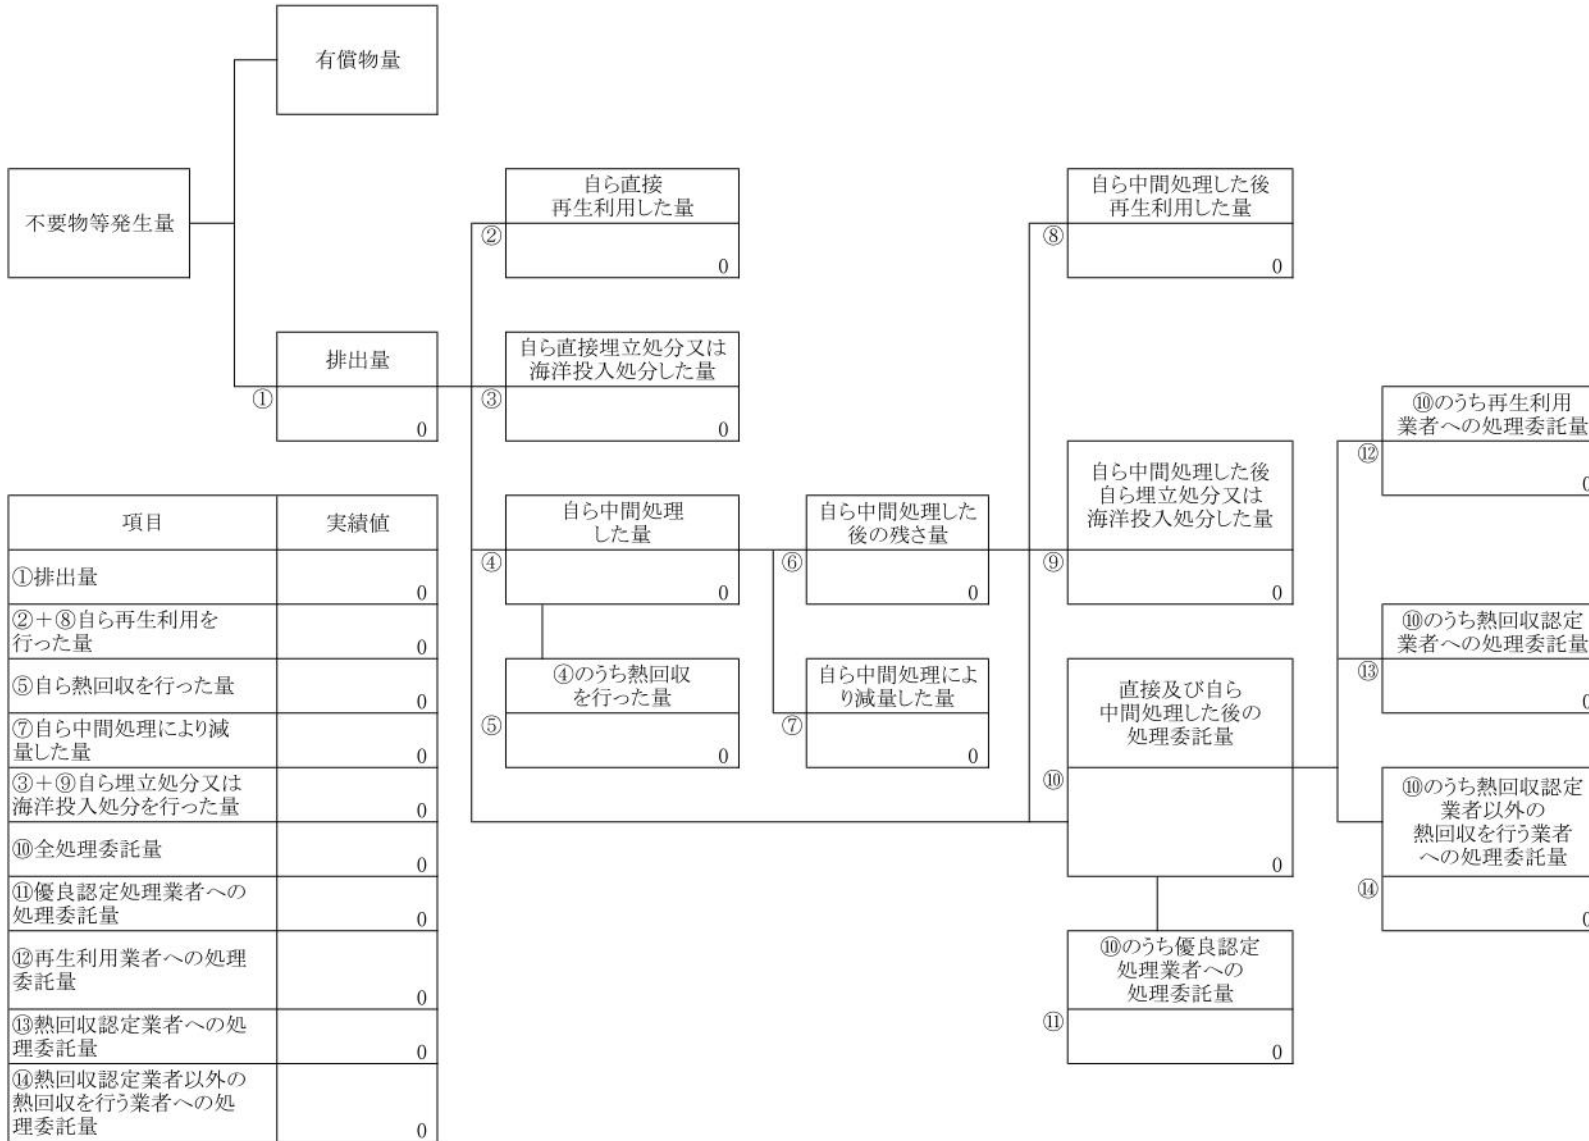 有償物量
不要物等発生量
自ら直接
再生利用した量
②
0
自ら中間処理した後
再生利用した量
⑧
0
排出量
①
0
自ら直接埋立処分又は
海洋投入処分した量
③
0
⑩のうち再生利用
業者への処理委託量
⑫
0
自ら中間処理した後
自ら埋立処分又は
海洋投入処分した量
⑨
0
自ら中間処理
した量
④
0
自ら中間処理した
後の残さ量
⑥
0
④のうち熱回収
を行った量
⑤
0
自ら中間処理によ
り減量した量
⑦
0
直接及び自ら
中間処理した後の
処理委託量
⑩
0
⑩のうち熱回収認定
業者への処理委託量
⑬
0
⑩のうち熱回収認定
業者以外の
熱回収を行う業者
への処理委託量
⑭
0
⑩のうち優良認定
処理業者への
処理委託量
⑪
0
項目 実績値
①排出量
0
②＋⑧自ら再生利用を
行った量
0
⑤自ら熱回収を行った量
0
⑦自ら中間処理により減
量した量
0
③＋⑨自ら埋立処分又は
海洋投入処分を行った量
0
⑩全処理委託量
0
⑪優良認定処理業者への
処理委託量
0
⑫再生利用業者への処理
委託量
0
⑬熱回収認定業者への処
理委託量
0
⑭熱回収認定業者以外の
熱回収を行う業者への処
理委託量
0